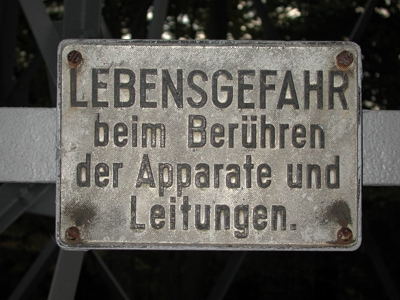 LEBENSGEFAHR
beim Berühren
der Apparate und
Leitungen.